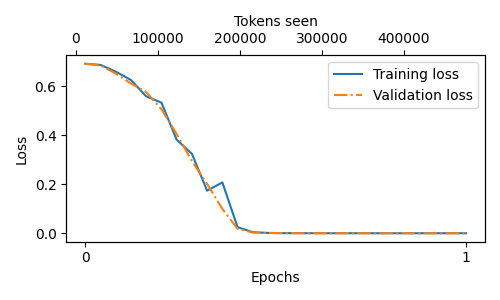 Tokens seen
0 100000 200000 300000 400000
Training loss
Validation loss
Loss
0.6
0.4
0.2
0.0
0 1
Epochs